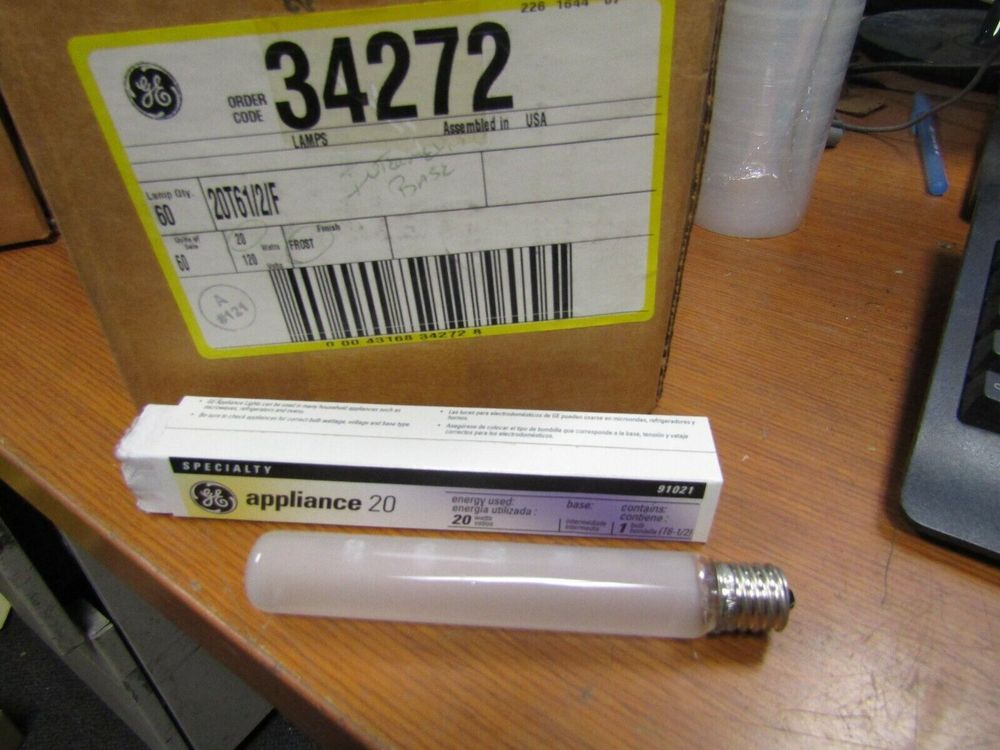 226 1644 07
GE
ORDER CODE 34272
LAMPS Assembled in USA
Intermediate Base
Lamp Qty. 60 20T61/2/F
Units of Sale 60 20 Watts 120 Volts Finish FROST
A #121
0 00 43168 34272 8
• GE Appliance Lights can be used in many household appliances such as microwaves, refrigerators and ovens.
• Be sure to check appliances for correct bulb wattage, voltage and base type.
• Las luces para electrodomésticos de GE pueden usarse en microondas, refrigeradores y hornos.
• Asegúrese de colocar el tipo de bombilla que corresponde a la base, tensión y vataje correctos para los electrodomésticos.
SPECIALTY 91021
GE appliance 20
energy used: energía utilizada: 20 watts vatios
base: intermediate intermedia
contains: contiene: 1 bulb bombilla (T6-1/2)